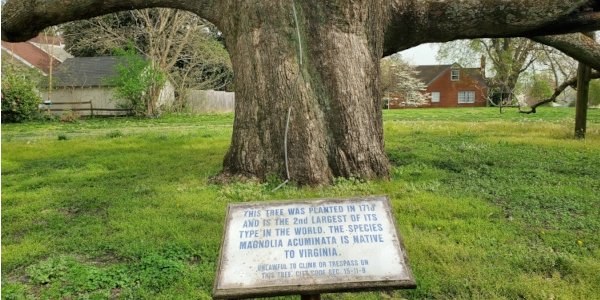 THIS TREE WAS PLANTED IN 1718
AND IS THE 2nd LARGEST OF ITS
TYPE IN THE WORLD. THE SPECIES
MAGNOLIA ACUMINATA IS NATIVE
TO VIRGINIA.
UNLAWFUL TO CLIMB OR TRESPASS ON
THIS TREE CITY CODE SEC.